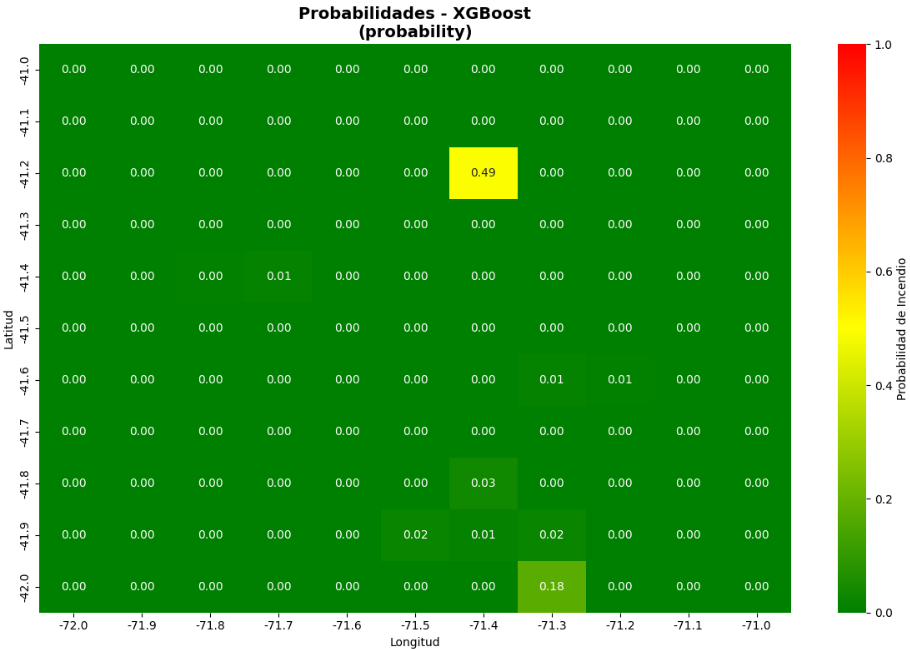 Probabilidades - XGBoost
(probability)
-41.0 0.00 0.00 0.00 0.00 0.00 0.00 0.00 0.00 0.00 0.00 0.00
-41.1 0.00 0.00 0.00 0.00 0.00 0.00 0.00 0.00 0.00 0.00 0.00
-41.2 0.00 0.00 0.00 0.00 0.00 0.00 0.49 0.00 0.00 0.00 0.00
-41.3 0.00 0.00 0.00 0.00 0.00 0.00 0.00 0.00 0.00 0.00 0.00
-41.4 0.00 0.00 0.00 0.01 0.00 0.00 0.00 0.00 0.00 0.00 0.00
-41.5 0.00 0.00 0.00 0.00 0.00 0.00 0.00 0.00 0.00 0.00 0.00
-41.6 0.00 0.00 0.00 0.00 0.00 0.00 0.00 0.01 0.01 0.00 0.00
-41.7 0.00 0.00 0.00 0.00 0.00 0.00 0.00 0.00 0.00 0.00 0.00
-41.8 0.00 0.00 0.00 0.00 0.00 0.00 0.03 0.00 0.00 0.00 0.00
-41.9 0.00 0.00 0.00 0.00 0.00 0.02 0.01 0.02 0.00 0.00 0.00
-42.0 0.00 0.00 0.00 0.00 0.00 0.00 0.00 0.18 0.00 0.00 0.00
-72.0 -71.9 -71.8 -71.7 -71.6 -71.5 -71.4 -71.3 -71.2 -71.1 -71.0
Longitud
Latitud
1.0
0.8
0.6
0.4
0.2
0.0
Probabilidad de Incendio